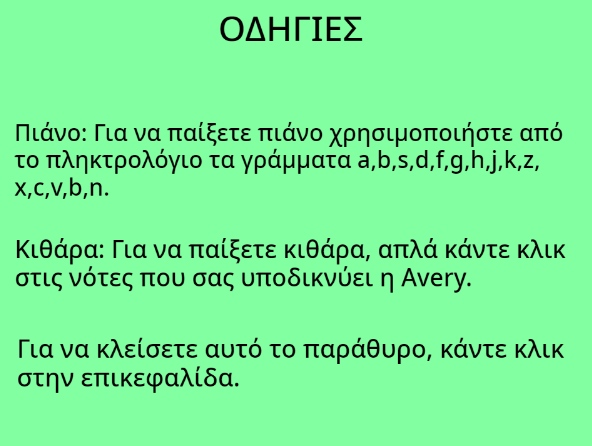 ΟΔΗΓΙΕΣ
Πιάνο: Για να παίξετε πιάνο χρησιμοποιήστε από
το πληκτρολόγιο τα γράμματα a,b,s,d,f,g,h,j,k,z,
x,c,v,b,n.
Κιθάρα: Για να παίξετε κιθάρα, απλά κάντε κλικ
στις νότες που σας υποδικνύει η Avery.
Για να κλείσετε αυτό το παράθυρο, κάντε κλικ
στην επικεφαλίδα.